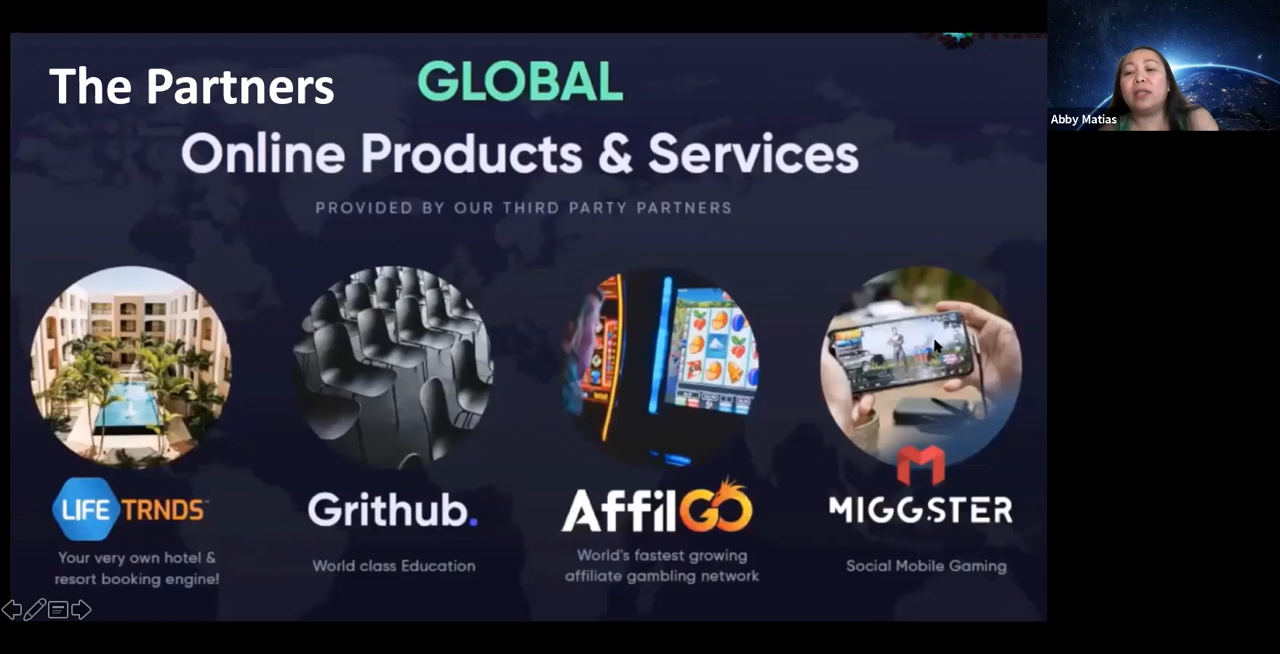 The Partners
GLOBAL
Online Products & Services
PROVIDED BY OUR THIRD PARTY PARTNERS
LIFE TRNDS™
Your very own hotel &
resort booking engine!
Grithub.
World class Education
AffilGO
World's fastest growing
affiliate gambling network
MIGGSTER
Social Mobile Gaming
Abby Matias